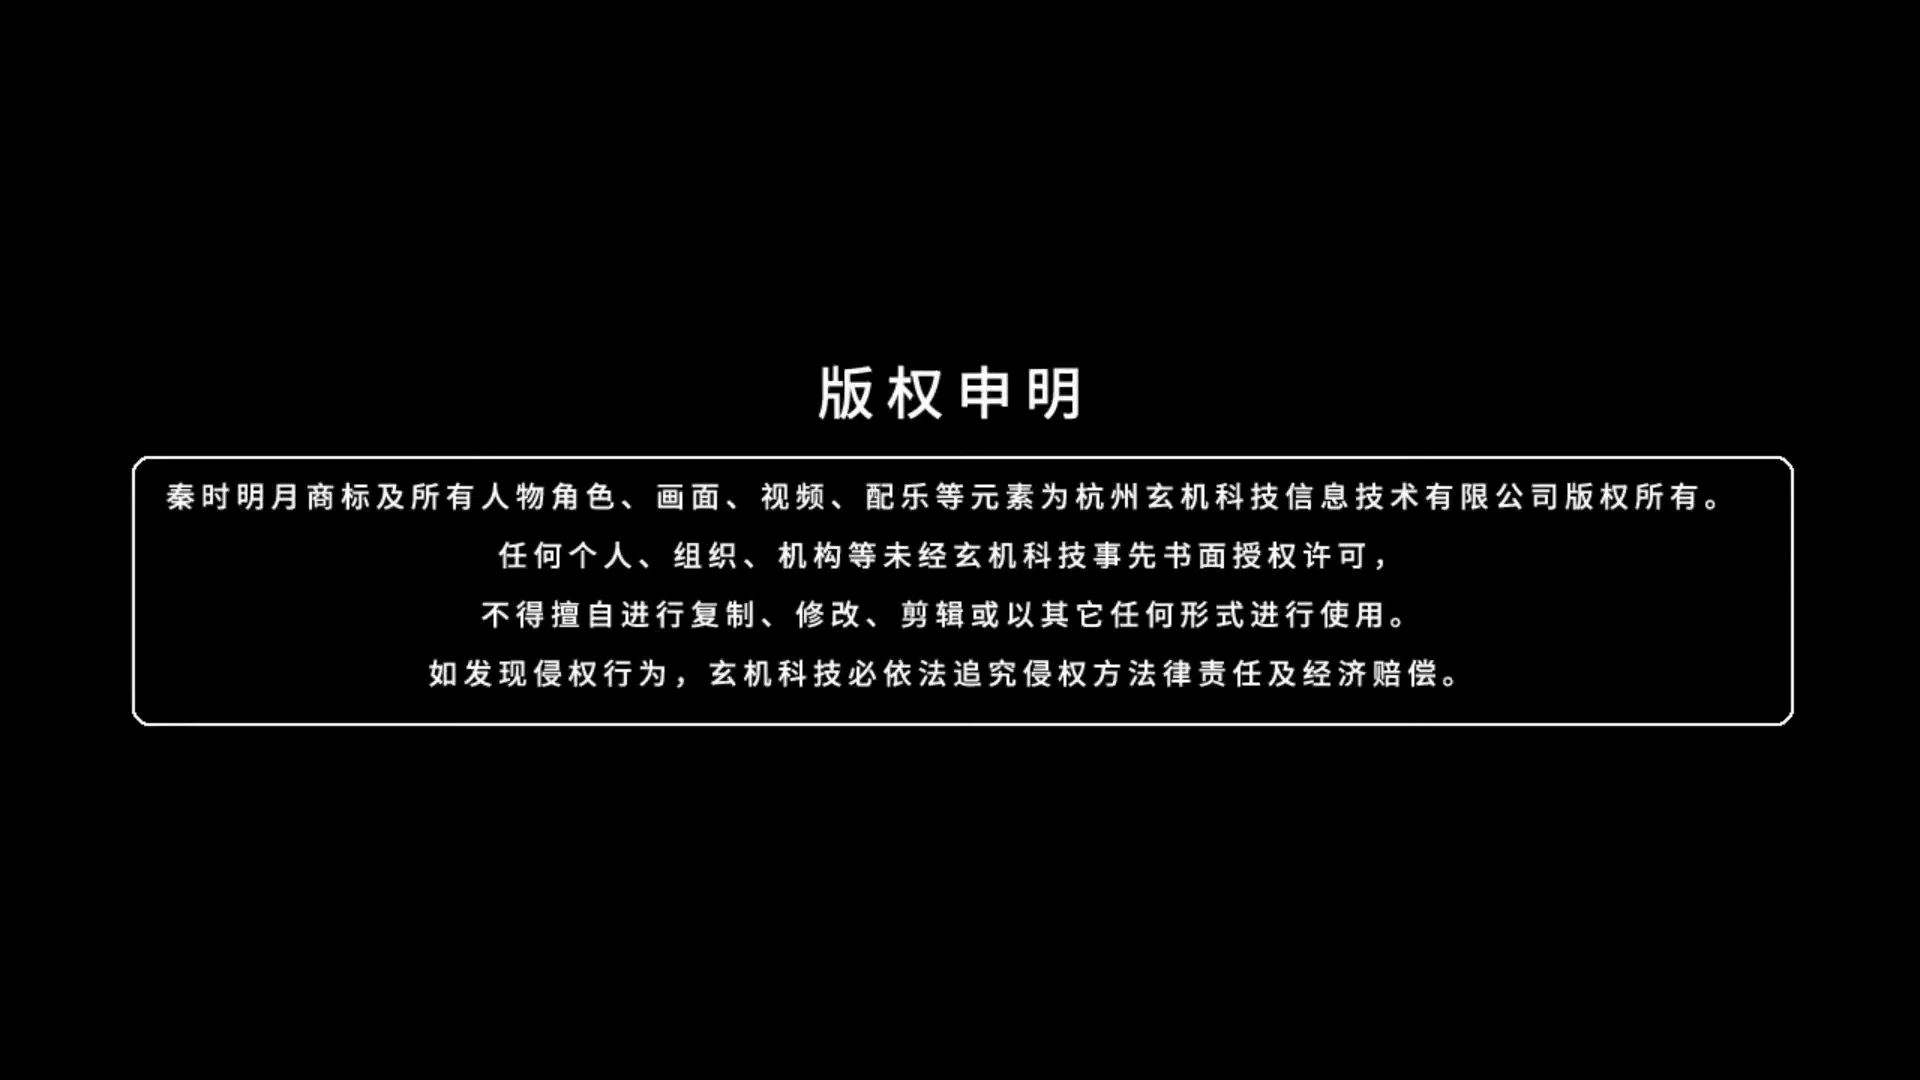 版权申明
秦时明月商标及所有人物角色、画面、视频、配乐等元素为杭州玄机科技信息技术有限公司版权所有。
任何个人、组织、机构等未经玄机科技事先书面授权许可，
不得擅自进行复制、修改、剪辑或以其它任何形式进行使用。
如发现侵权行为，玄机科技必依法追究侵权方法律责任及经济赔偿。